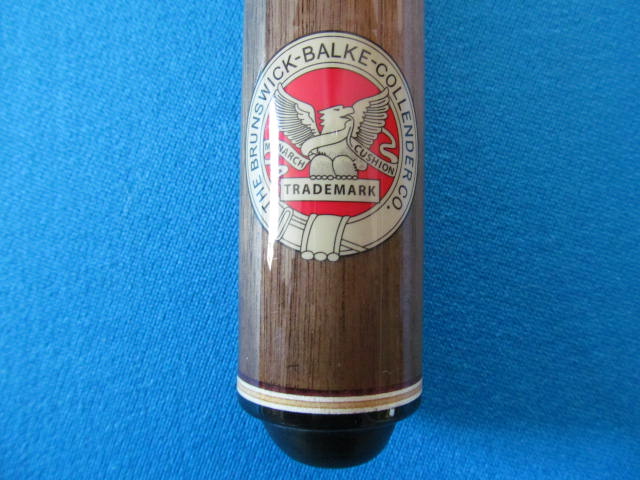 THE BRUNSWICK-BALKE-COLLENDER CO.
MONARCH CUSHION
TRADEMARK